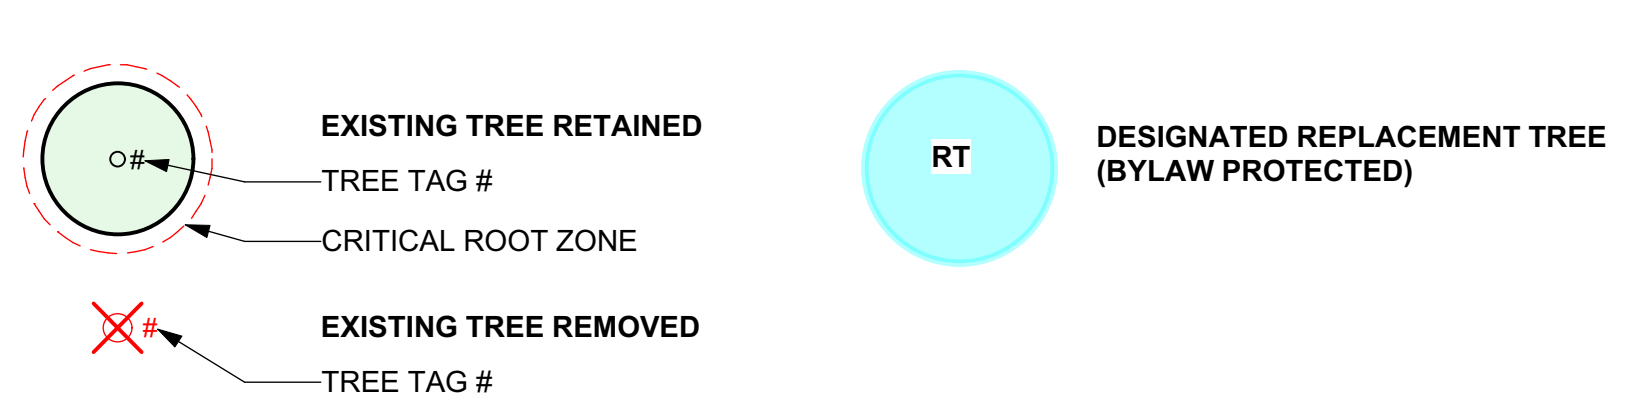 #
EXISTING TREE RETAINED
TREE TAG #
CRITICAL ROOT ZONE
#
EXISTING TREE REMOVED
TREE TAG #
RT
DESIGNATED REPLACEMENT TREE
(BYLAW PROTECTED)